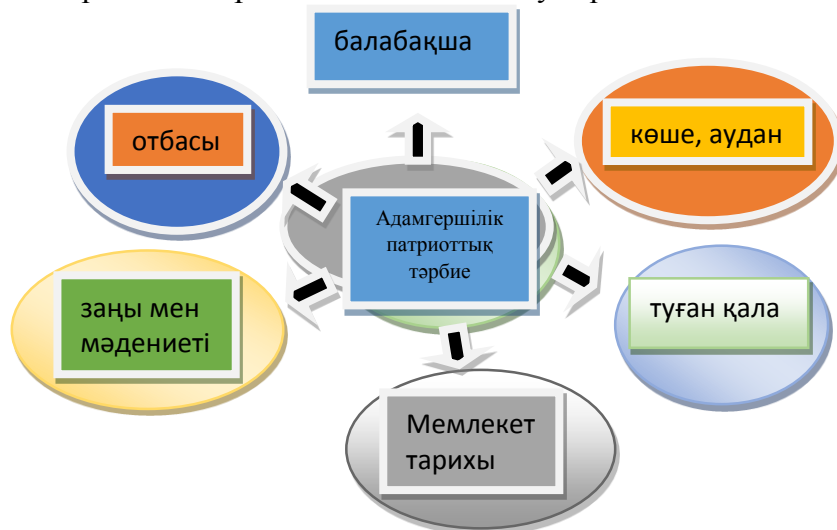 балабақша
отбасы
көше, аудан
Адамгершілік
патриоттық
тәрбие
заңы мен
мәдениеті
туған қала
Мемлекет
тарихы